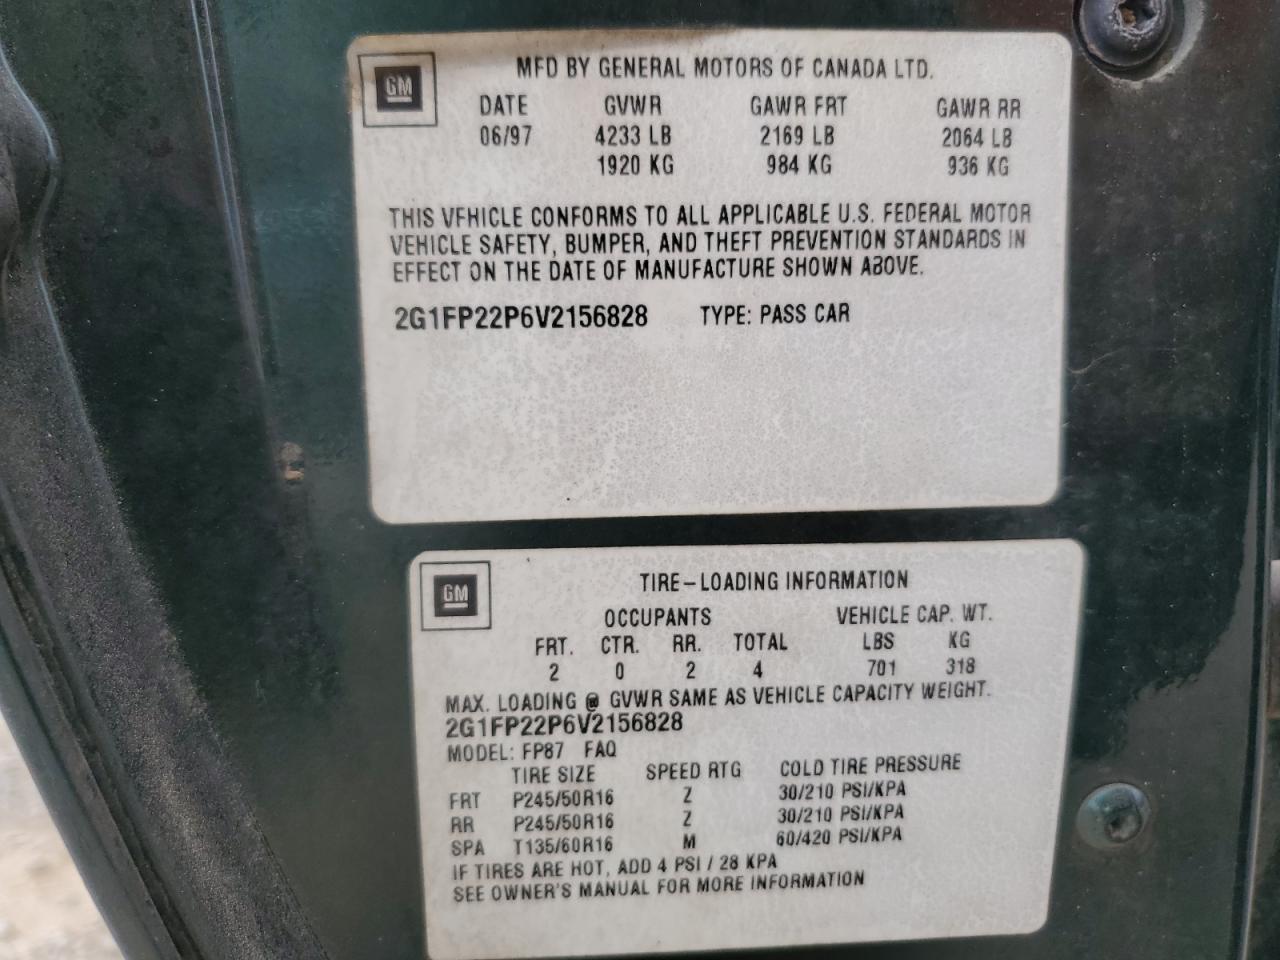 GM
MFD BY GENERAL MOTORS OF CANADA LTD.
DATE GVWR GAWR FRT GAWR RR
06/97 4233 LB 2169 LB 2064 LB
1920 KG 984 KG 936 KG
THIS VEHICLE CONFORMS TO ALL APPLICABLE U.S. FEDERAL MOTOR
VEHICLE SAFETY, BUMPER, AND THEFT PREVENTION STANDARDS IN
EFFECT ON THE DATE OF MANUFACTURE SHOWN ABOVE.
2G1FP22P6V2156828 TYPE: PASS CAR
GM
TIRE-LOADING INFORMATION
OCCUPANTS VEHICLE CAP. WT.
FRT. CTR. RR. TOTAL LBS KG
2 0 2 4 701 318
MAX. LOADING @ GVWR SAME AS VEHICLE CAPACITY WEIGHT.
2G1FP22P6V2156828
MODEL: FP87 FAQ
TIRE SIZE SPEED RTG COLD TIRE PRESSURE
FRT P245/50R16 Z 30/210 PSI/KPA
RR P245/50R16 Z 30/210 PSI/KPA
SPA T135/60R16 M 60/420 PSI/KPA
IF TIRES ARE HOT, ADD 4 PSI / 28 KPA
SEE OWNER'S MANUAL FOR MORE INFORMATION